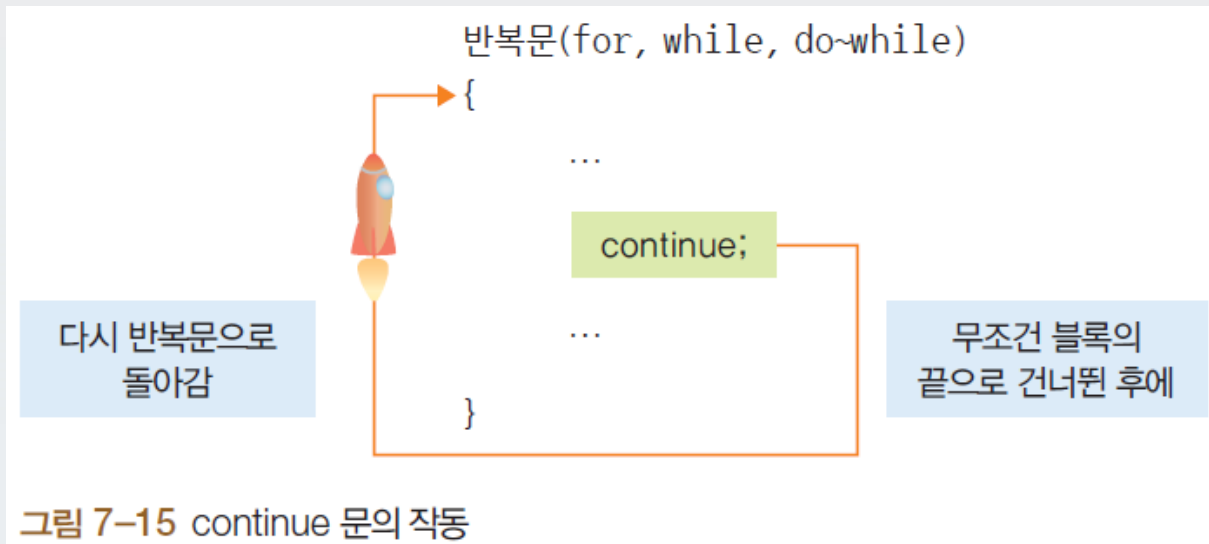 반복문(for, while, do~while)
{
...
continue;
다시 반복문으로
돌아감
...
무조건 블록의
끝으로 건너뛴 후에
}
그림 7-15 continue 문의 작동